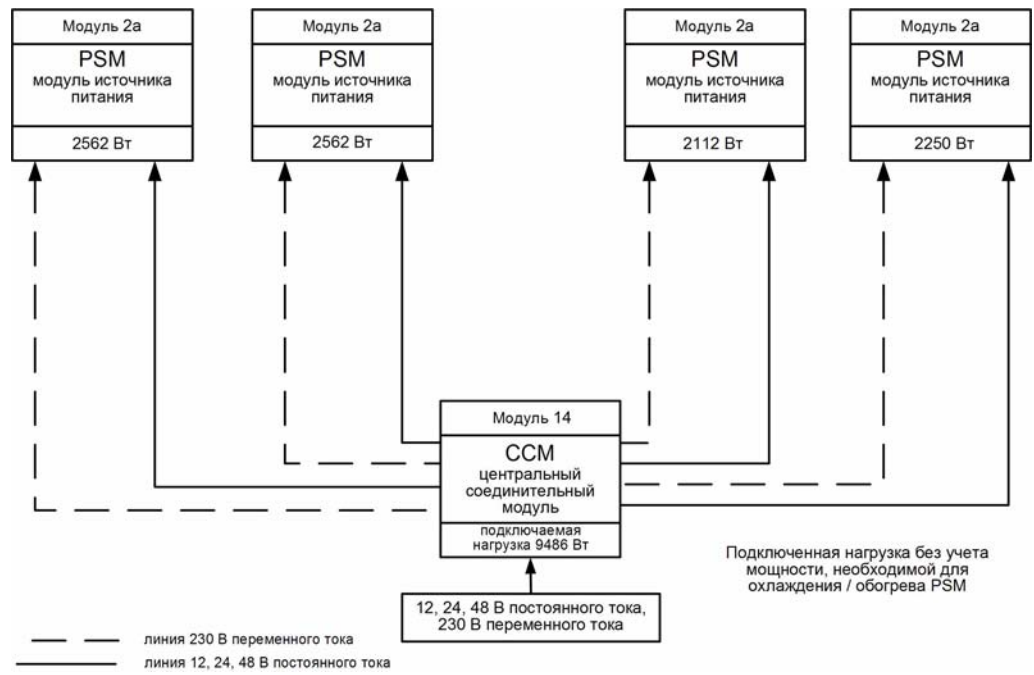 Модуль 2а
PSM
модуль источника
питания
2562 Вт
Модуль 2а
PSM
модуль источника
питания
2562 Вт
Модуль 2а
PSM
модуль источника
питания
2112 Вт
Модуль 2а
PSM
модуль источника
питания
2250 Вт
Модуль 14
CCM
центральный
соединительный
модуль
подключаемая
нагрузка 9486 Вт
Подключенная нагрузка без учета
мощности, необходимой для
охлаждения / обогрева PSM
12, 24, 48 В постоянного тока,
230 В переменного тока
линия 230 В переменного тока
линия 12, 24, 48 В постоянного тока